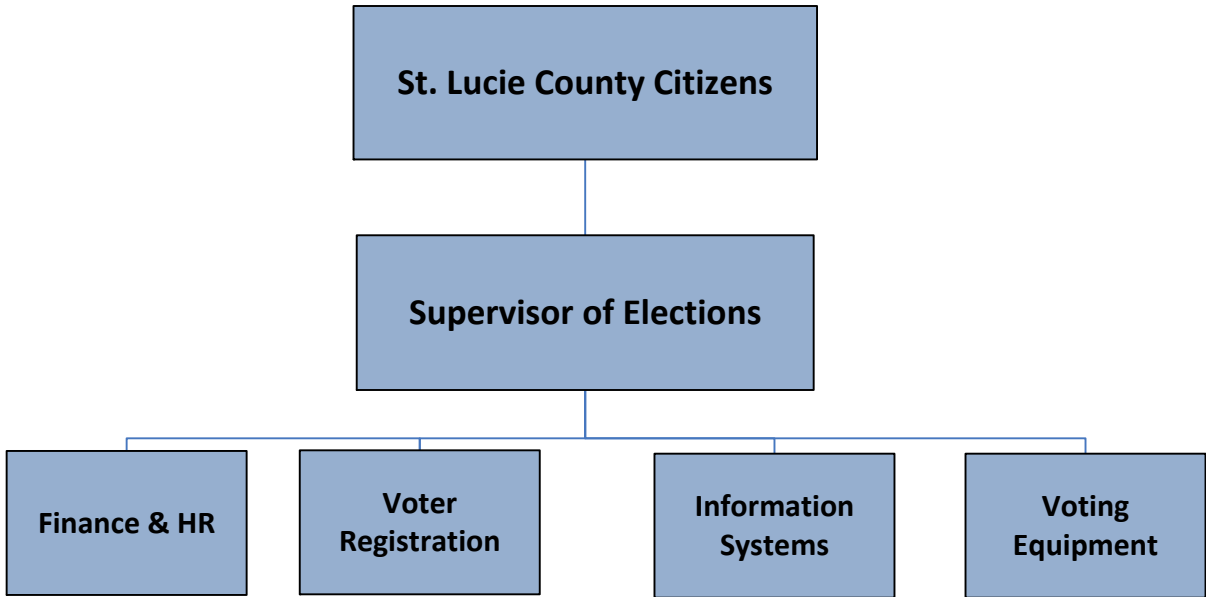 St. Lucie County Citizens
Supervisor of Elections
Finance & HR
Voter
Registration
Information
Systems
Voting
Equipment